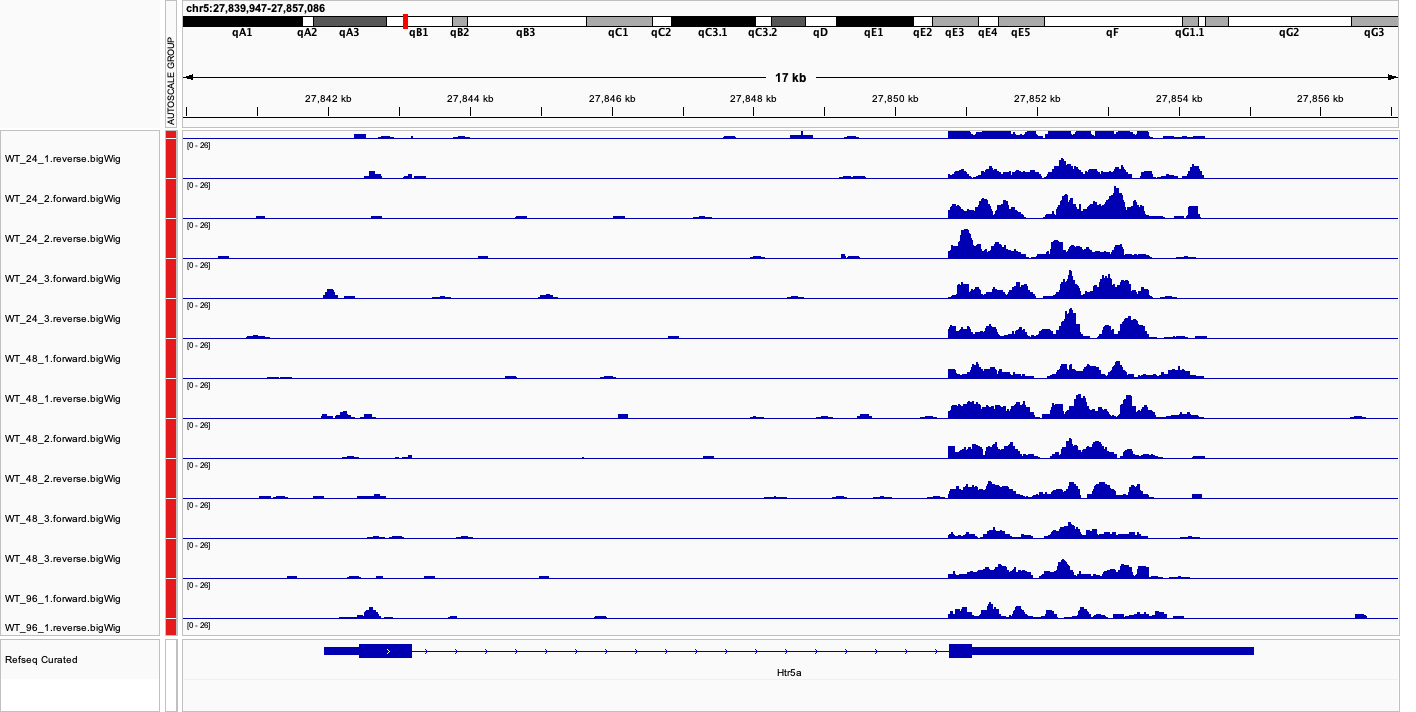 chr5:27,839,947-27,857,086
qA1 qA2 qA3 qB1 qB2 qB3 qC1 qC2 qC3.1 qC3.2 qD qE1 qE2 qE3 qE4 qE5 qF qG1.1 qG2 qG3
AUTOSCALE GROUP
17 kb
27,842 kb 27,844 kb 27,846 kb 27,848 kb 27,850 kb 27,852 kb 27,854 kb 27,856 kb
[0 - 26]
WT_24_1.reverse.bigWig
[0 - 26]
WT_24_2.forward.bigWig
[0 - 26]
WT_24_2.reverse.bigWig
[0 - 26]
WT_24_3.forward.bigWig
[0 - 26]
WT_24_3.reverse.bigWig
[0 - 26]
WT_48_1.forward.bigWig
[0 - 26]
WT_48_1.reverse.bigWig
[0 - 26]
WT_48_2.forward.bigWig
[0 - 26]
WT_48_2.reverse.bigWig
[0 - 26]
WT_48_3.forward.bigWig
[0 - 26]
WT_48_3.reverse.bigWig
[0 - 26]
WT_96_1.forward.bigWig
[0 - 26]
WT_96_1.reverse.bigWig
Refseq Curated
Htr5a